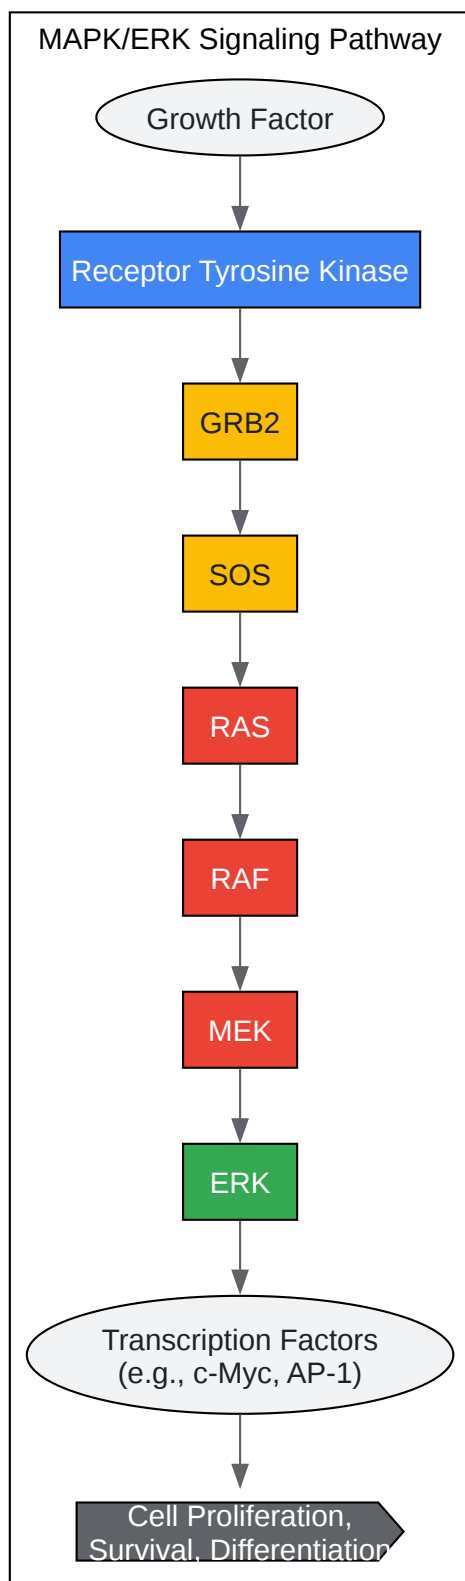 MAPK/ERK Signaling Pathway
Growth Factor
Receptor Tyrosine Kinase
GRB2
SOS
RAS
RAF
MEK
ERK
Transcription Factors
(e.g., c-Myc, AP-1)
Cell Proliferation,
Survival, Differentiation